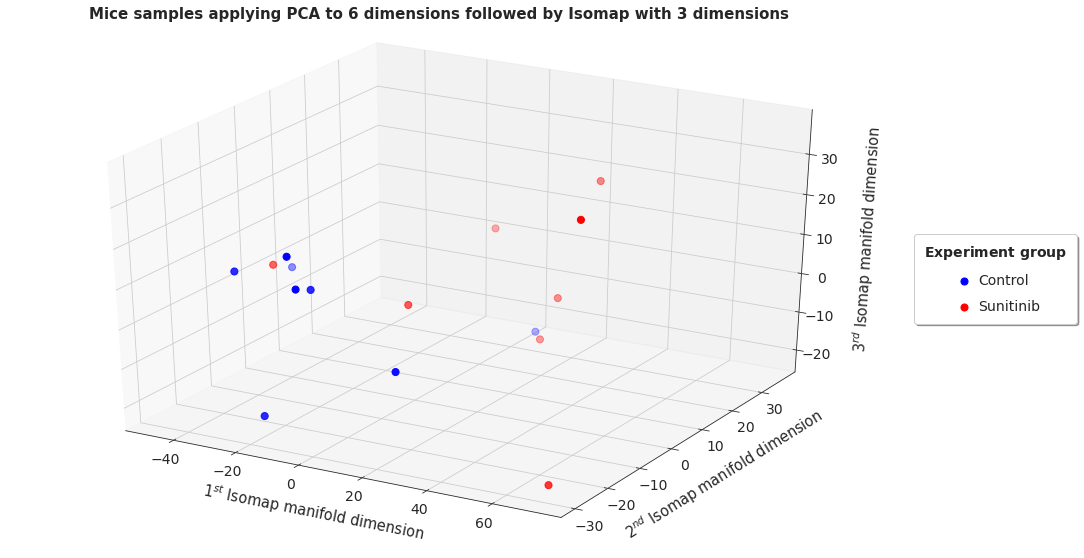 Mice samples applying PCA to 6 dimensions followed by Isomap with 3 dimensions
30
20
10
0
−10
−20
3rd Isomap manifold dimension
Experiment group
Control
Sunitinib
−40
−20
0
20
40
60
1st Isomap manifold dimension
−30
−20
−10
0
10
20
30
2nd Isomap manifold dimension